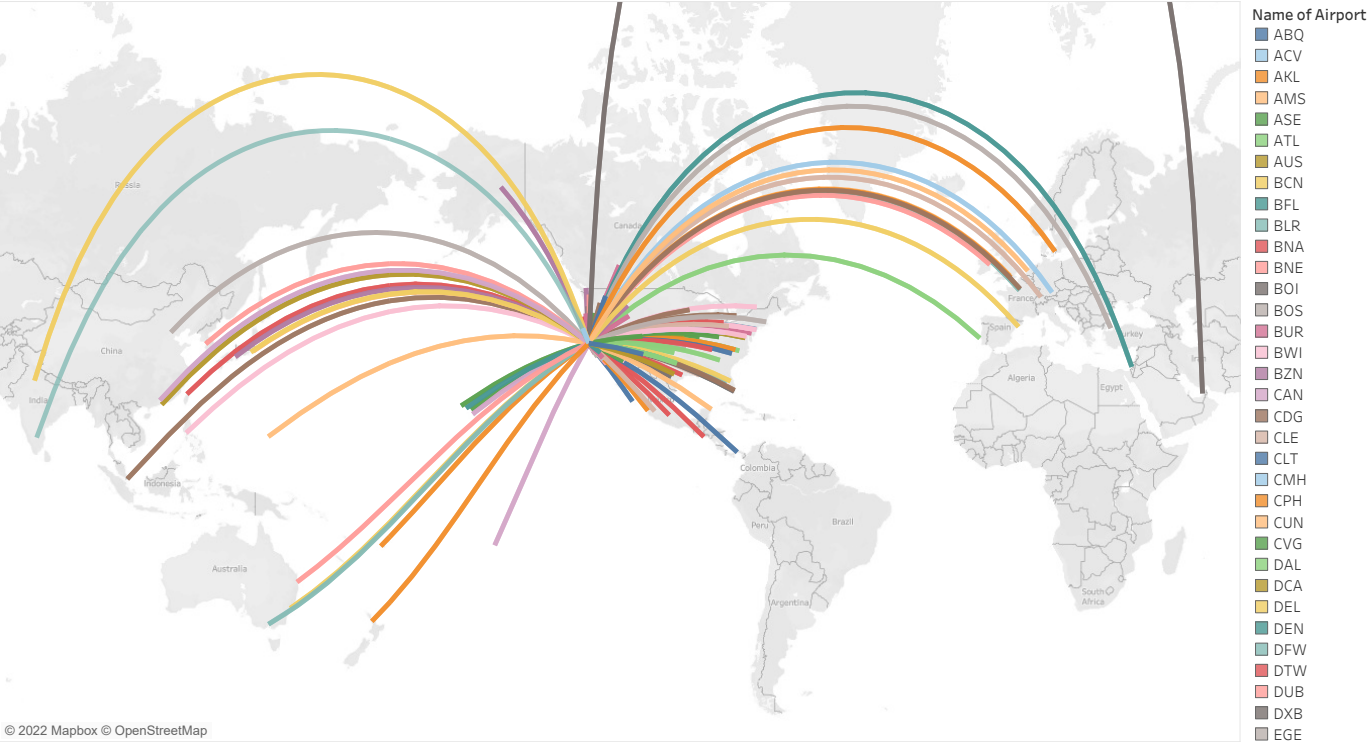 Name of Airport
ABQ
ACV
AKL
AMS
ASE
ATL
AUS
BCN
BFL
BLR
BNA
BNE
BOI
BOS
BUR
BWI
BZN
CAN
CDG
CLE
CLT
CMH
CPH
CUN
CVG
DAL
DCA
DEL
DEN
DFW
DTW
DUB
DXB
EGE
Russia
Canada
France
Spain
Turkey
China
Iran
Algeria
Egypt
India
Colombia
Indonesia
Peru
Brazil
Australia
South
Africa
Argentina
© 2022 Mapbox © OpenStreetMap